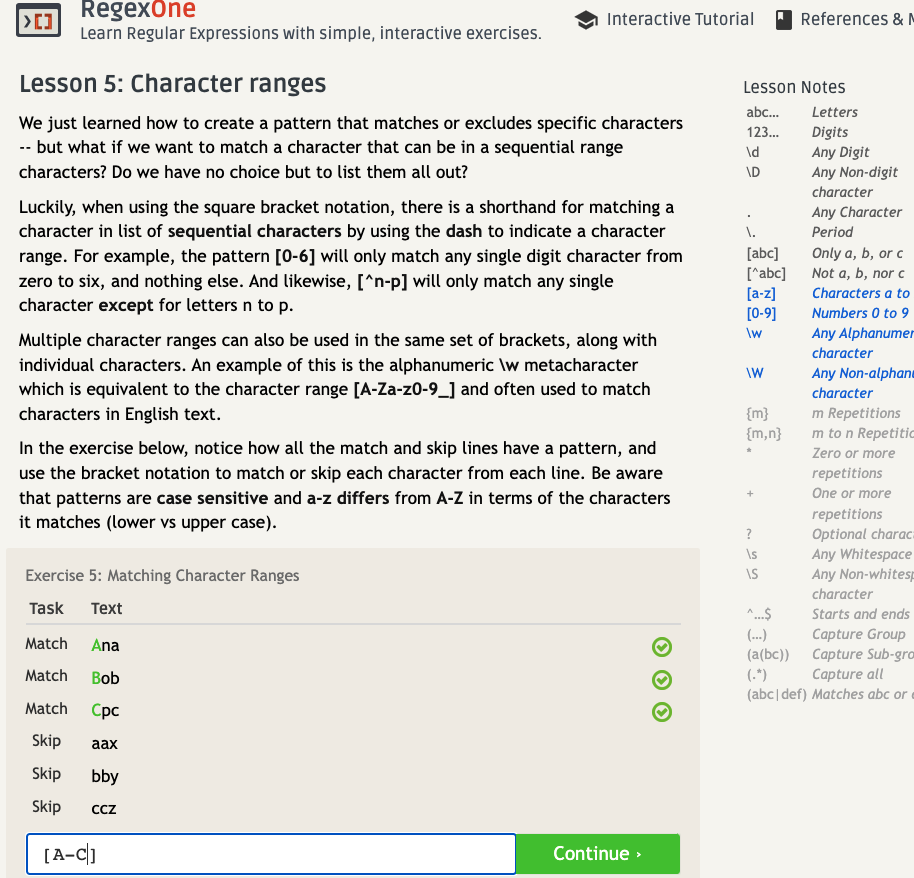 RegexOne
Learn Regular Expressions with simple, interactive exercises.
Interactive Tutorial
References & M
Lesson 5: Character ranges
We just learned how to create a pattern that matches or excludes specific characters
-- but what if we want to match a character that can be in a sequential range
characters? Do we have no choice but to list them all out?
Luckily, when using the square bracket notation, there is a shorthand for matching a
character in list of sequential characters by using the dash to indicate a character
range. For example, the pattern [0-6] will only match any single digit character from
zero to six, and nothing else. And likewise, [^n-p] will only match any single
character except for letters n to p.
Multiple character ranges can also be used in the same set of brackets, along with
individual characters. An example of this is the alphanumeric \w metacharacter
which is equivalent to the character range [A-Za-z0-9_] and often used to match
characters in English text.
In the exercise below, notice how all the match and skip lines have a pattern, and
use the bracket notation to match or skip each character from each line. Be aware
that patterns are case sensitive and a-z differs from A-Z in terms of the characters
it matches (lower vs upper case).
Exercise 5: Matching Character Ranges
Task Text
Match Ana
Match Bob
Match Cpc
Skip aax
Skip bby
Skip ccz
[A-C]
Continue ›
Lesson Notes
abc… Letters
123… Digits
\d Any Digit
\D Any Non-digit
character
. Any Character
\. Period
[abc] Only a, b, or c
[^abc] Not a, b, nor c
[a-z] Characters a to
[0-9] Numbers 0 to 9
\w Any Alphanumer
character
\W Any Non-alphanu
character
{m} m Repetitions
{m,n} m to n Repetitic
* Zero or more
repetitions
+ One or more
repetitions
? Optional charac
\s Any Whitespace
\S Any Non-whitesp
character
^…$ Starts and ends
(…) Capture Group
(a(bc)) Capture Sub-gro
(.*) Capture all
(abc|def) Matches abc or